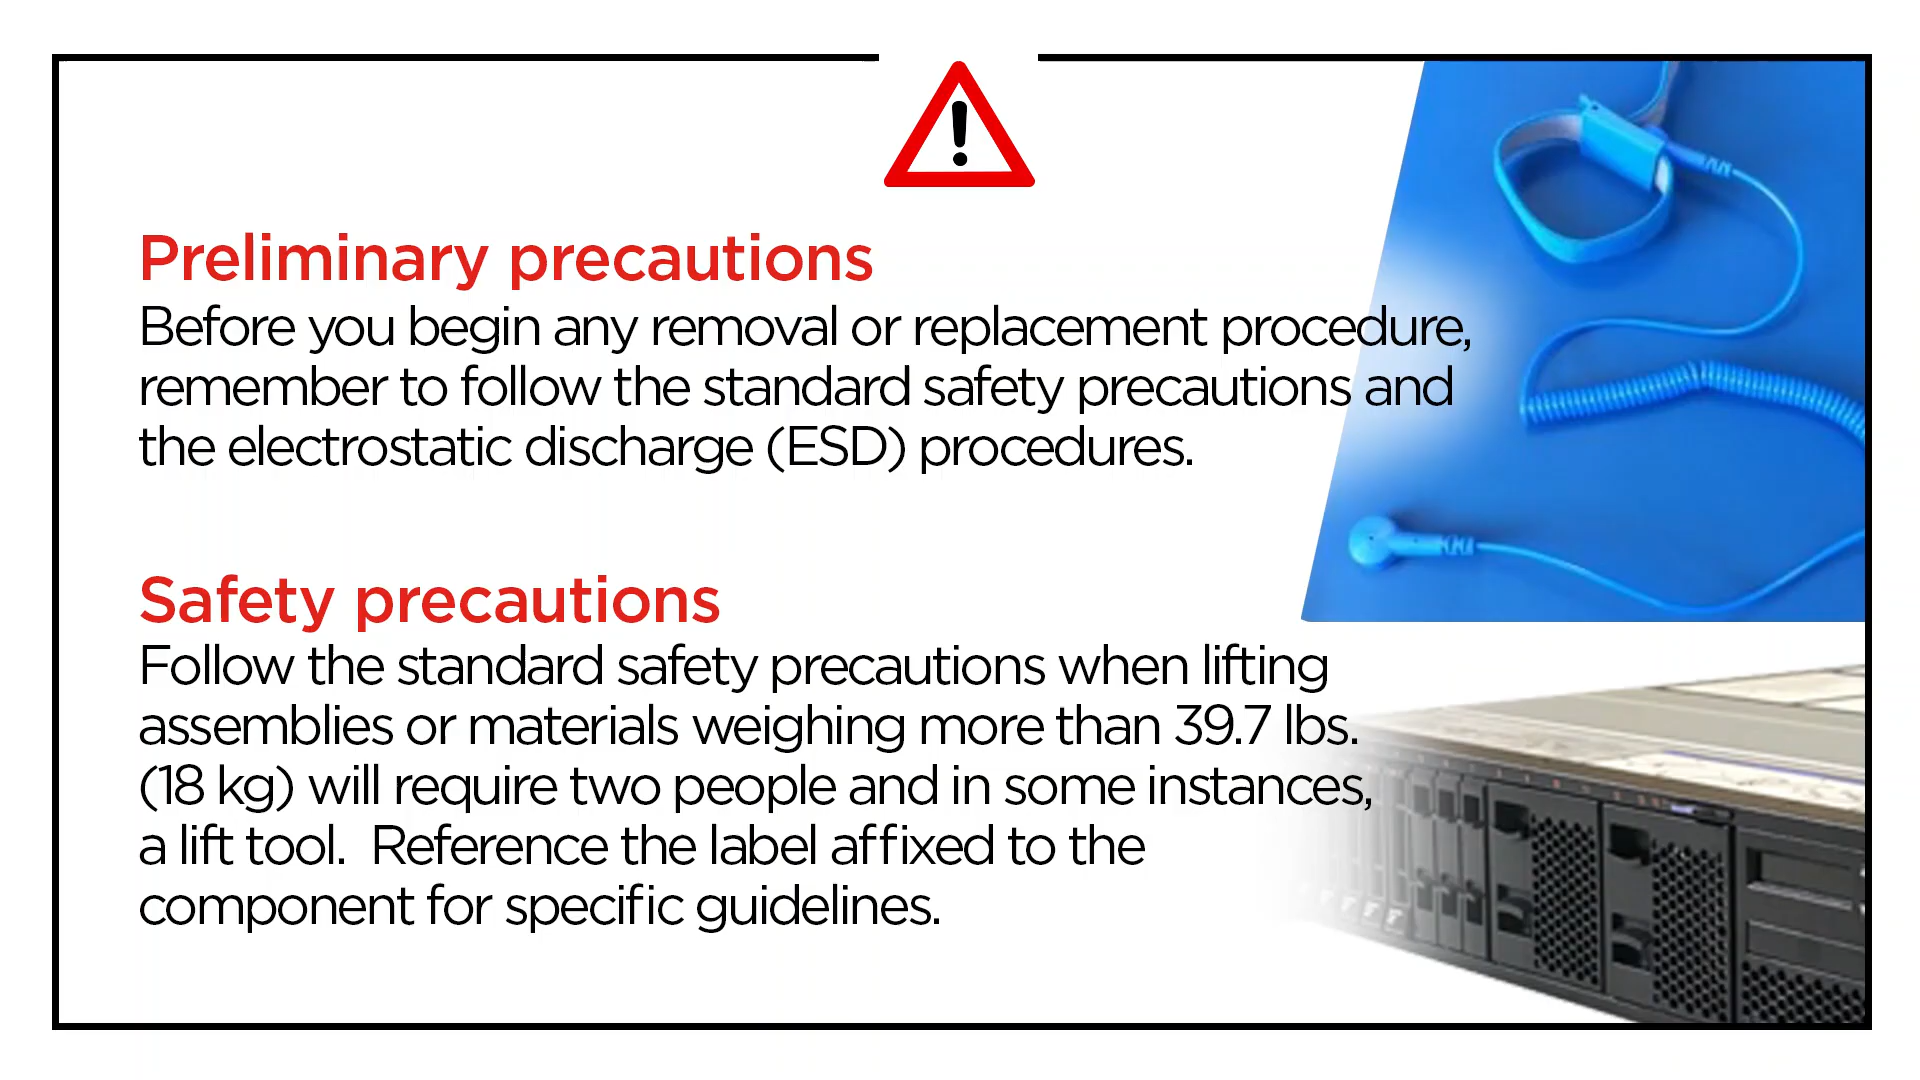 Preliminary precautions
Before you begin any removal or replacement procedure,
remember to follow the standard safety precautions and
the electrostatic discharge (ESD) procedures.
Safety precautions
Follow the standard safety precautions when lifting
assemblies or materials weighing more than 39.7 lbs.
(18 kg) will require two people and in some instances,
a lift tool.  Reference the label affixed to the
component for specific guidelines.